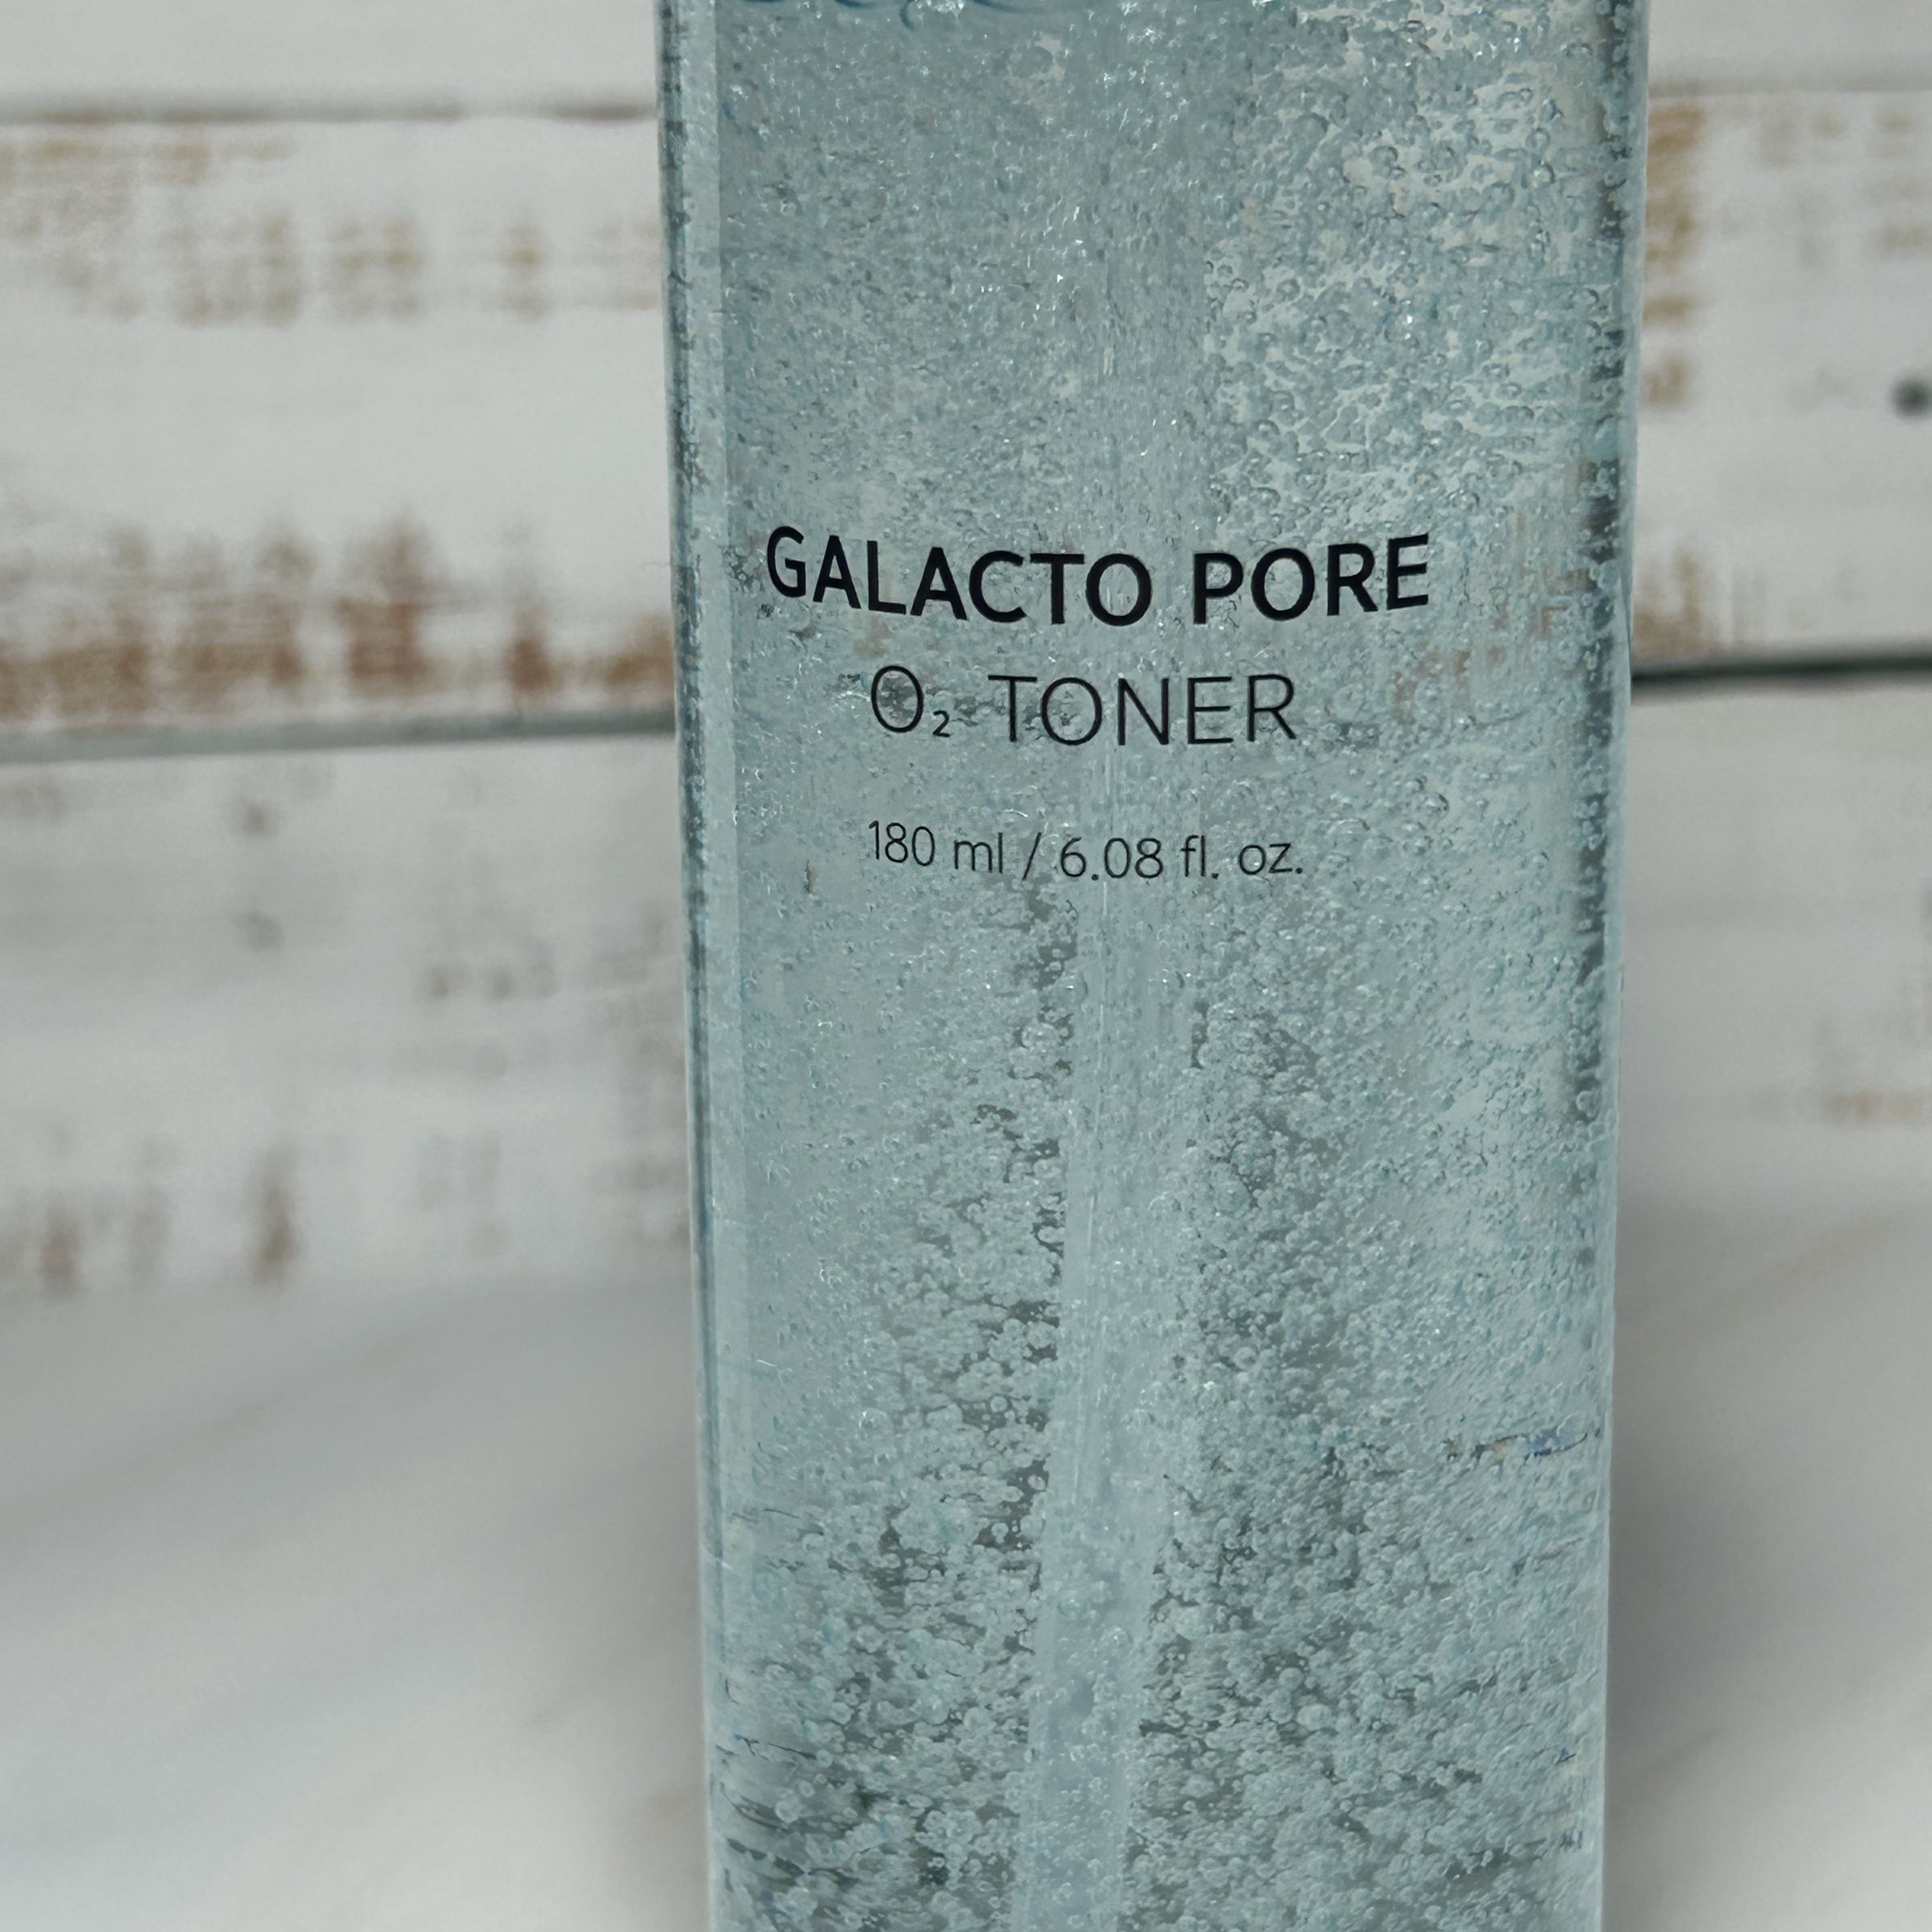 GALACTO PORE
O₂ TONER
180 ml / 6.08 fl. oz.